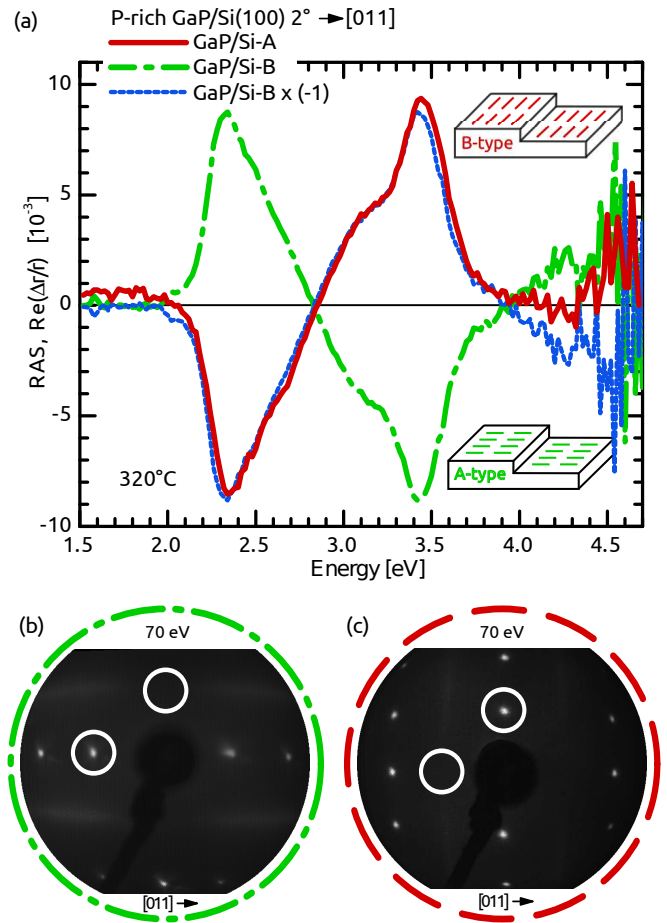 (a)
P-rich GaP/Si(100) 2° →[011]
GaP/Si-A
GaP/Si-B
GaP/Si-B x (-1)
B-type
A-type
320°C
RAS, Re(Δr/r) [10⁻³]
10
5
0
-5
-10
1.5 2.0 2.5 3.0 3.5 4.0 4.5
Energy [eV]
(b)
70 eV
[011] →
(c)
70 eV
[011] →